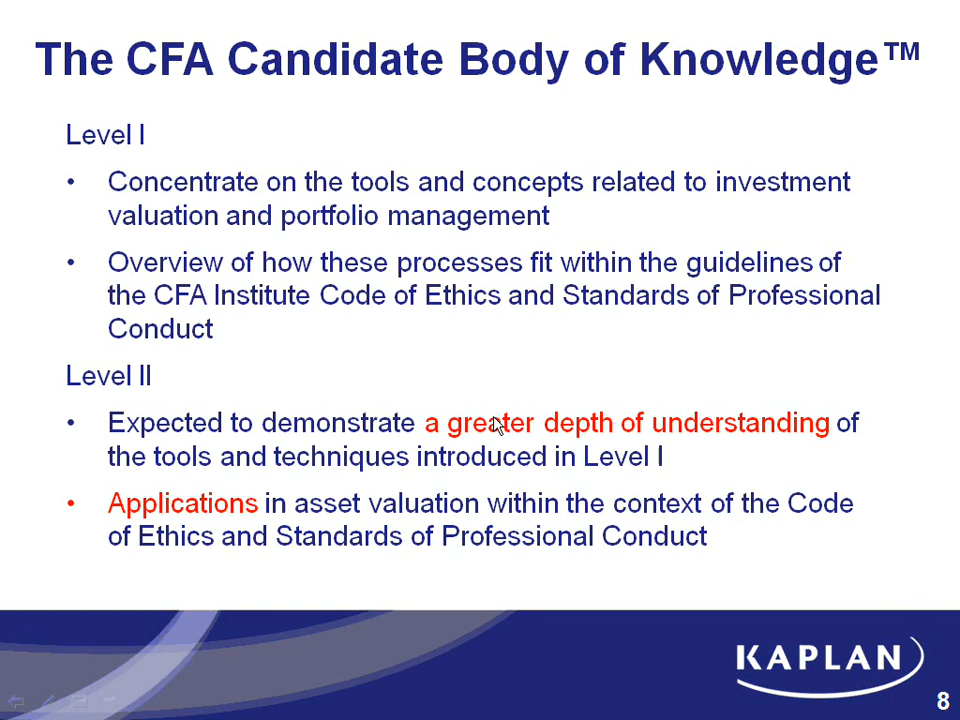 The CFA Candidate Body of Knowledge™
Level I
• Concentrate on the tools and concepts related to investment
valuation and portfolio management
• Overview of how these processes fit within the guidelines of
the CFA Institute Code of Ethics and Standards of Professional
Conduct
Level II
• Expected to demonstrate a greater depth of understanding of
the tools and techniques introduced in Level I
• Applications in asset valuation within the context of the Code
of Ethics and Standards of Professional Conduct
KAPLAN
8